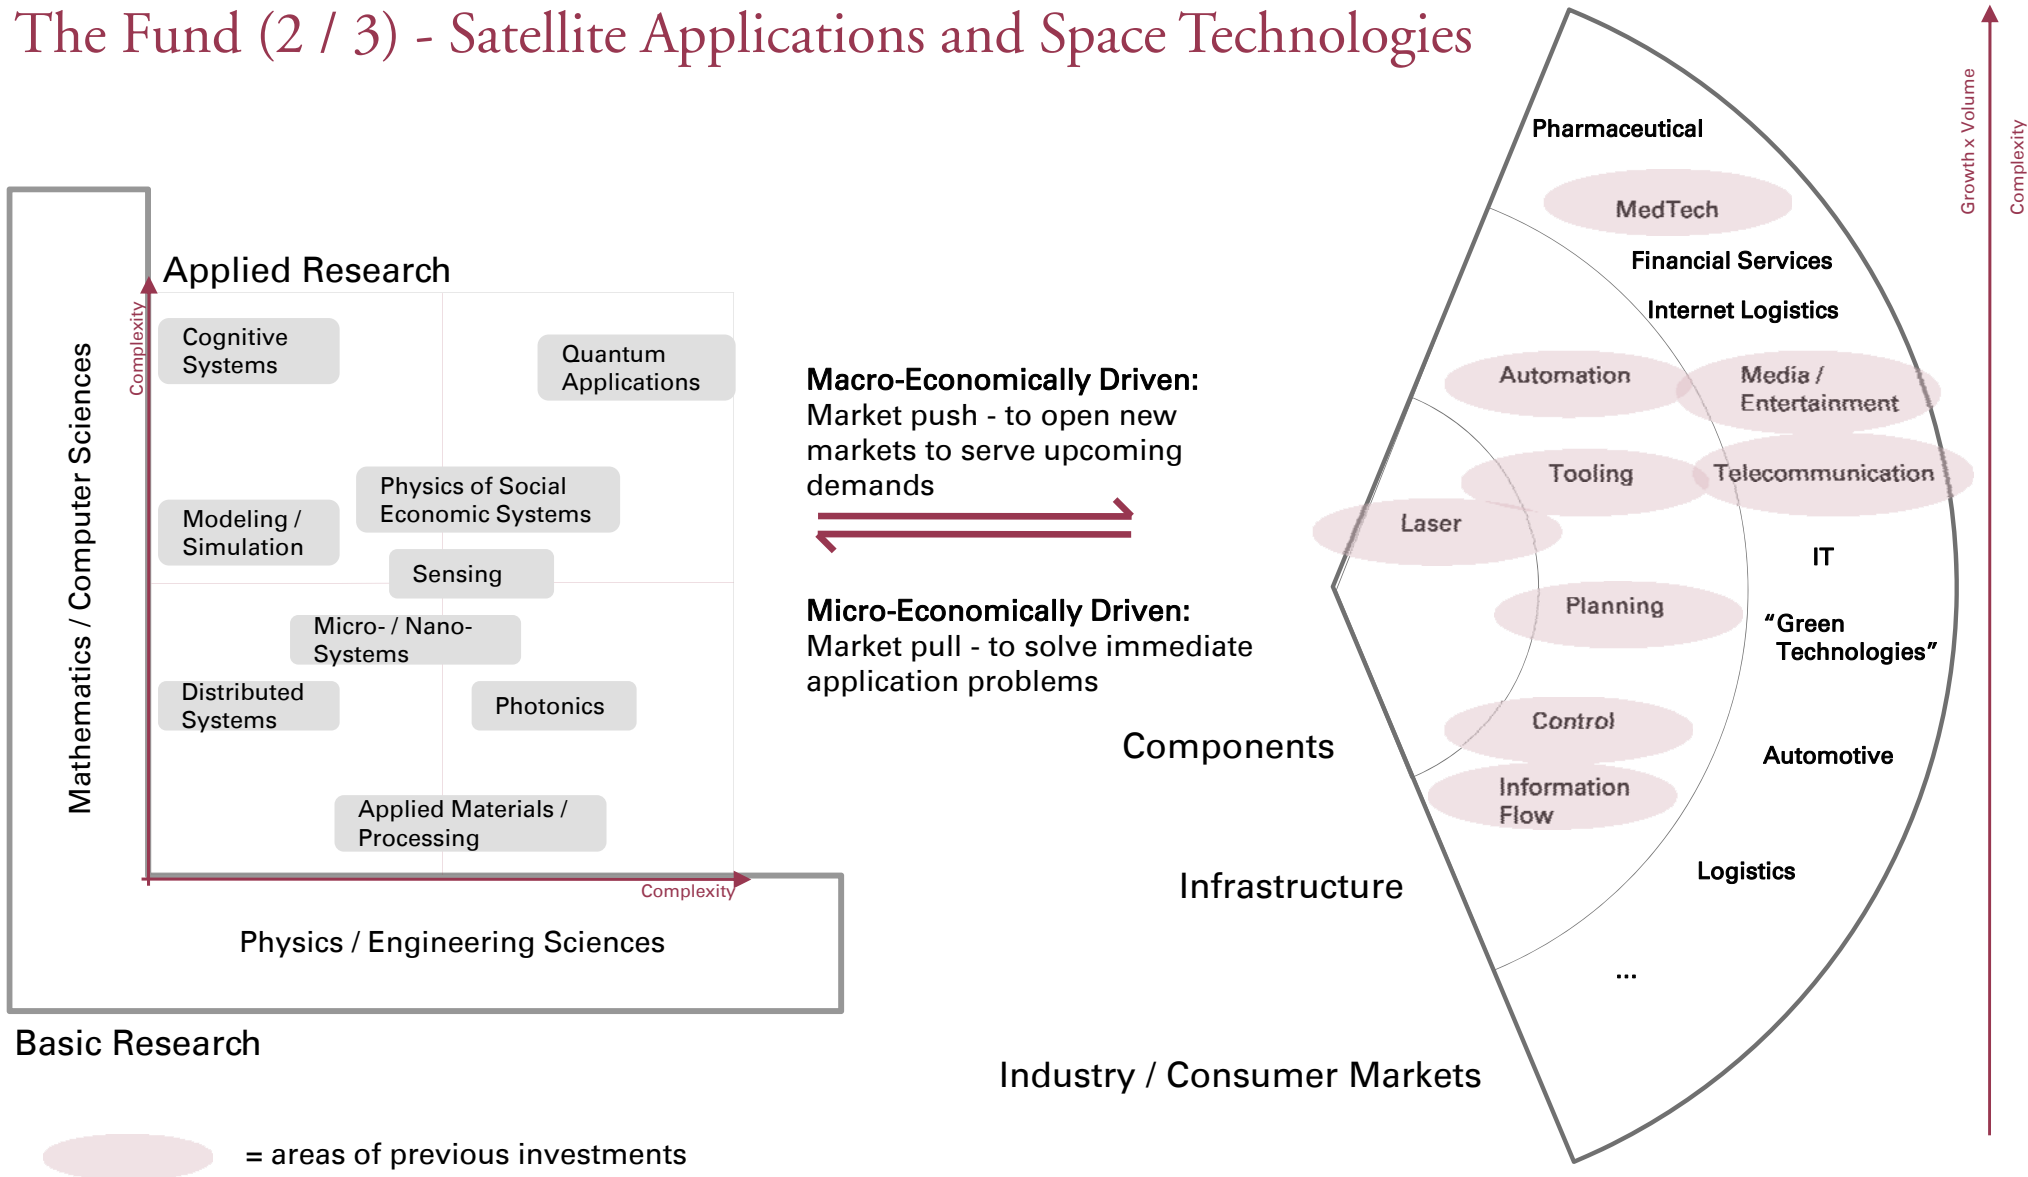 The Fund (2 / 3) - Satellite Applications and Space Technologies
Applied Research
Complexity
Mathematics / Computer Sciences
Cognitive
Systems
Quantum
Applications
Physics of Social
Economic Systems
Modeling /
Simulation
Sensing
Micro- / Nano-
Systems
Distributed
Systems
Photonics
Applied Materials /
Processing
Complexity
Physics / Engineering Sciences
Basic Research
= areas of previous investments
Macro-Economically Driven:
Market push - to open new
markets to serve upcoming
demands
Micro-Economically Driven:
Market pull - to solve immediate
application problems
Components
Infrastructure
Industry / Consumer Markets
Pharmaceutical
MedTech
Financial Services
Internet Logistics
Automation
Media /
Entertainment
Tooling
Telecommunication
Laser
IT
Planning
“Green
Technologies”
Control
Automotive
Information
Flow
Logistics
...
Growth x Volume
Complexity